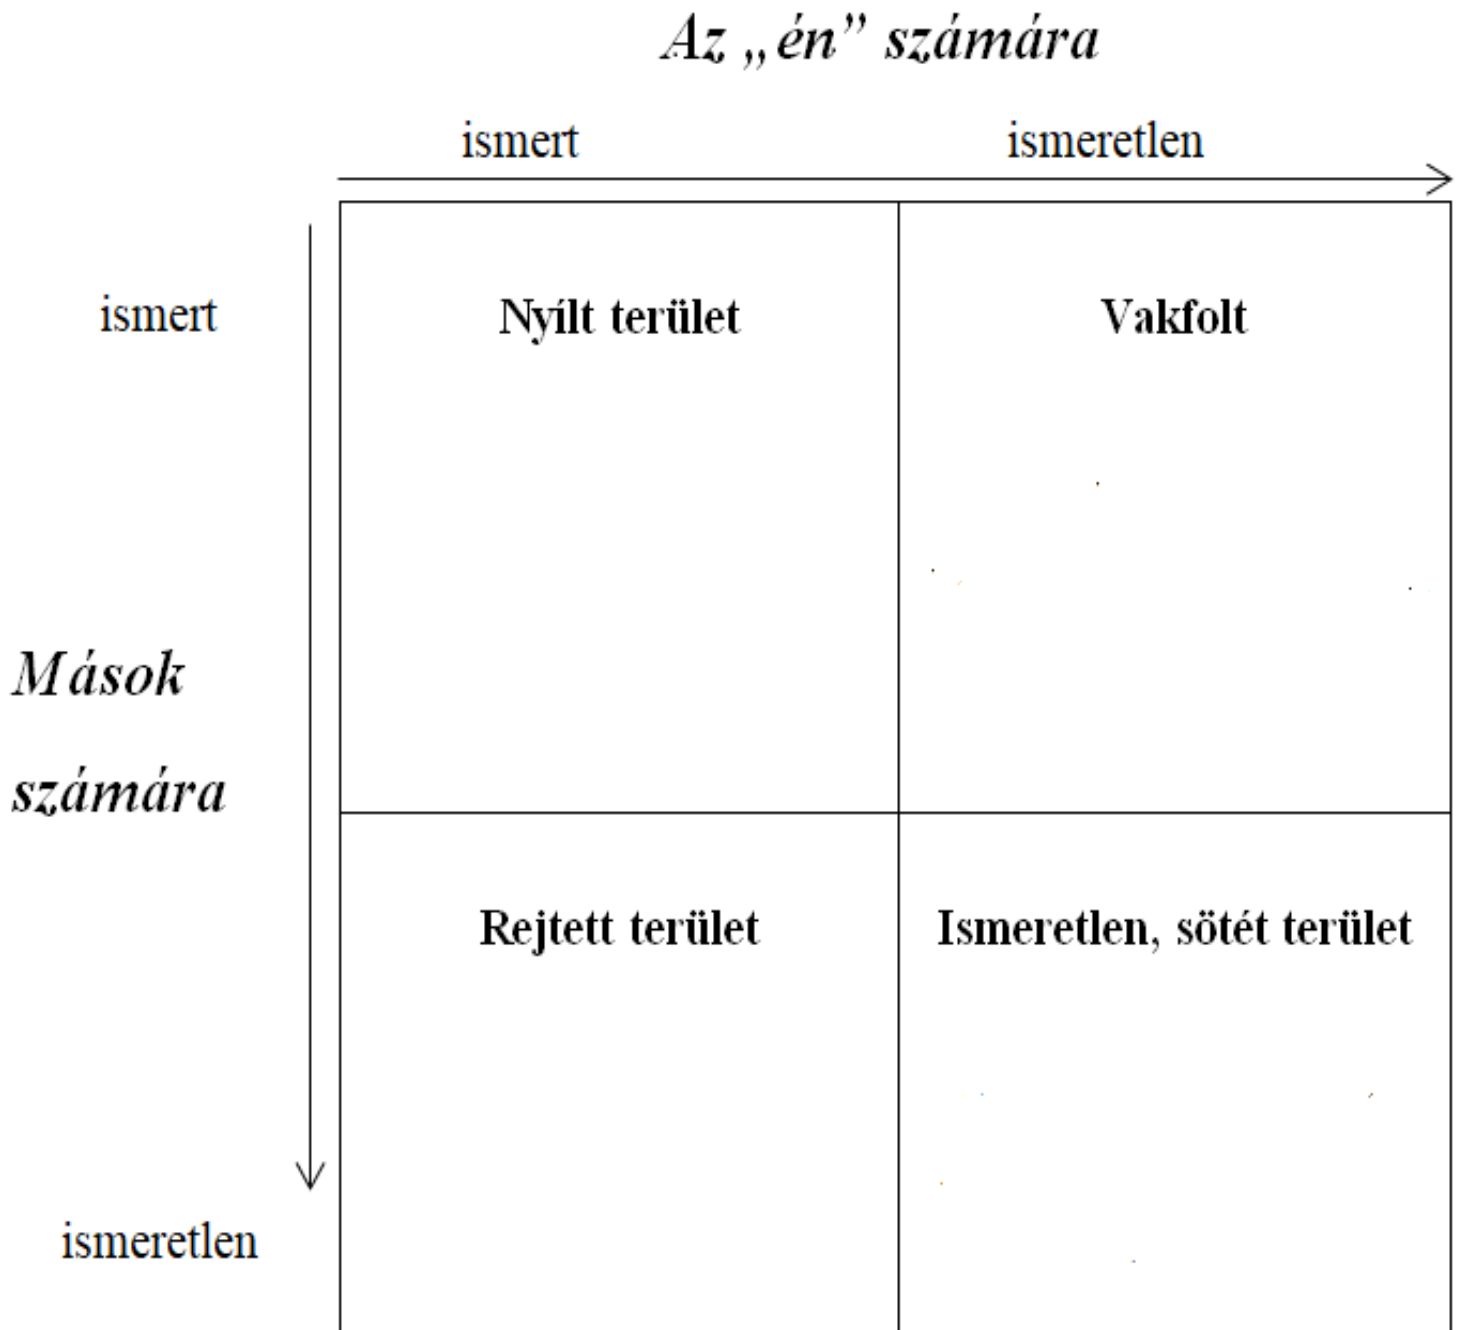 Az „én” számára
ismert ismeretlen
ismert
Nyílt terület Vakfolt
Mások
számára
Rejtett terület Ismeretlen, sötét terület
ismeretlen